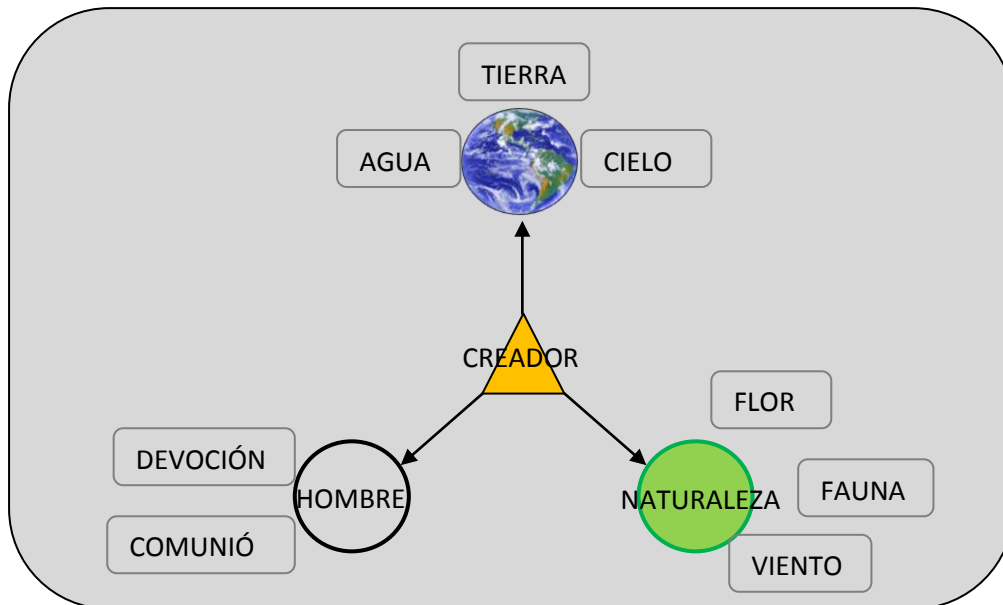 TIERRA
AGUA
CIELO
CREADOR
FLOR
DEVOCIÓN
HOMBRE
NATURALEZA
FAUNA
COMUNIÓ
VIENTO